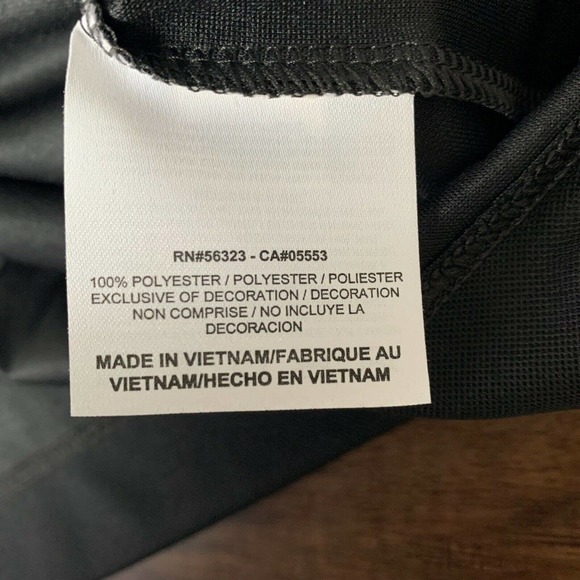 RN#56323 - CA#05553
100% POLYESTER / POLYESTER / POLIESTER
EXCLUSIVE OF DECORATION / DECORATION
NON COMPRISE / NO INCLUYE LA
DECORACION
MADE IN VIETNAM/FABRIQUE AU
VIETNAM/HECHO EN VIETNAM